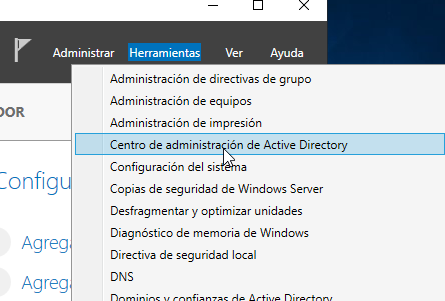 Administrar Herramientas Ver Ayuda
Administración de directivas de grupo
Administración de equipos
DOR
Administración de impresión
Centro de administración de Active Directory
Configuración del sistema
Configu
Copias de seguridad de Windows Server
Desfragmentar y optimizar unidades
Diagnóstico de memoria de Windows
Agrega
Directiva de seguridad local
DNS
Agrega
Dominios y confianzas de Active Directory